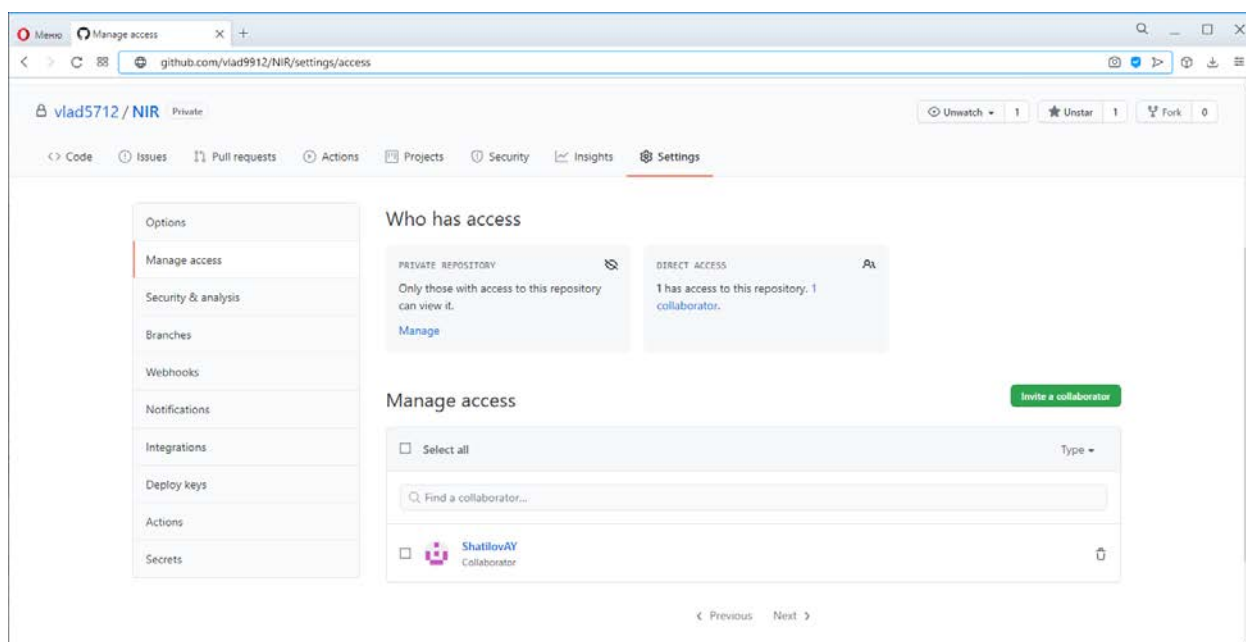 Меню
Manage access
github.com/vlad9912/NIR/settings/access
vlad5712 / NIR Private
Unwatch 1 Unstar 1 Fork 0
Code Issues Pull requests Actions Projects Security Insights Settings
Options
Manage access
Security & analysis
Branches
Webhooks
Notifications
Integrations
Deploy keys
Actions
Secrets
Who has access
PRIVATE REPOSITORY
Only those with access to this repository
can view it.
Manage
DIRECT ACCESS
1 has access to this repository. 1
collaborator.
Manage access
Invite a collaborator
Select all Type
Find a collaborator...
ShatilovAY
Collaborator
Previous Next